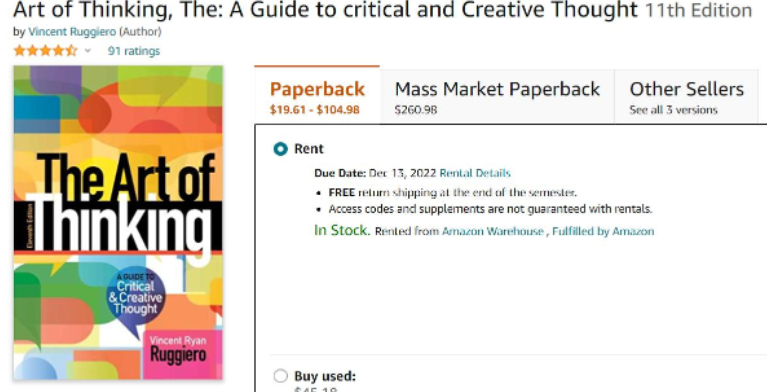 Art of Thinking, The: A Guide to critical and Creative Thought 11th Edition
by Vincent Ruggiero (Author)
91 ratings
Paperback
$19.61 - $104.98
Mass Market Paperback
$260.98
Other Sellers
See all 3 versions
Rent
Due Date: Dec 13, 2022 Rental Details
• FREE return shipping at the end of the semester.
• Access codes and supplements are not guaranteed with rentals.
In Stock. Rented from Amazon Warehouse , Fulfilled by Amazon
Buy used:
The Art of
Thinking
Eleventh Edition
A GUIDE TO
Critical
& Creative
Thought
Vincent Ryan
Ruggiero